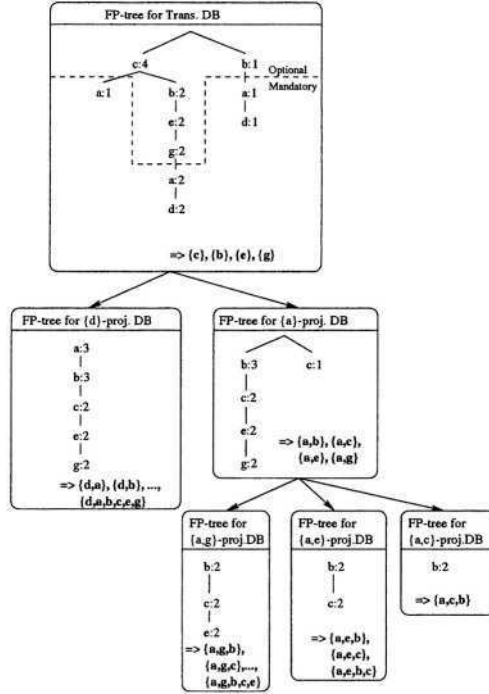 FP-tree for Trans. DB
c:4
b:1
Optional
Mandatory
a:1
b:2
a:1
e:2
d:1
g:2
a:2
d:2
=> {c}, {b}, {e}, {g}
FP-tree for {d}-proj. DB
a:3
b:3
c:2
e:2
g:2
=> {d,a}, {d,b}, ...,
{d,a,b,c,e,g}
FP-tree for {a}-proj. DB
b:3
c:1
c:2
e:2
g:2
=> {a,b}, {a,c},
{a,e}, {a,g}
FP-tree for
{a,g}-proj.DB
b:2
c:2
e:2
=> {a,g,b},
{a,g,c},...,
{a,g,b,c,e}
FP-tree for
{a,e}-proj.DB
b:2
c:2
=> {a,e,b},
{a,e,c},
{a,e,b,c}
FP-tree for
{a,c}-proj.DB
b:2
=> {a,c,b}